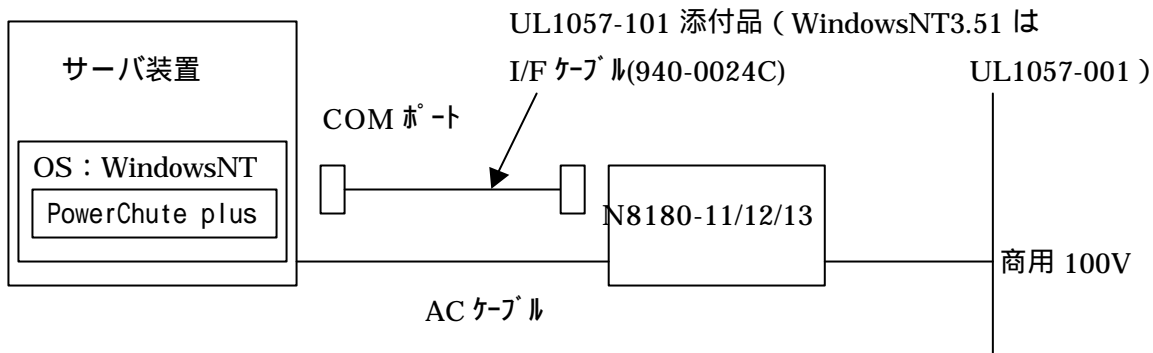 UL1057-101 添付品（WindowsNT3.51 は
サーバ装置
I/F ｹｰﾌﾞﾙ(940-0024C)
UL1057-001）
COM ﾎﾟｰﾄ
OS：WindowsNT
PowerChute plus
N8180-11/12/13
商用 100V
AC ｹｰﾌﾞﾙ